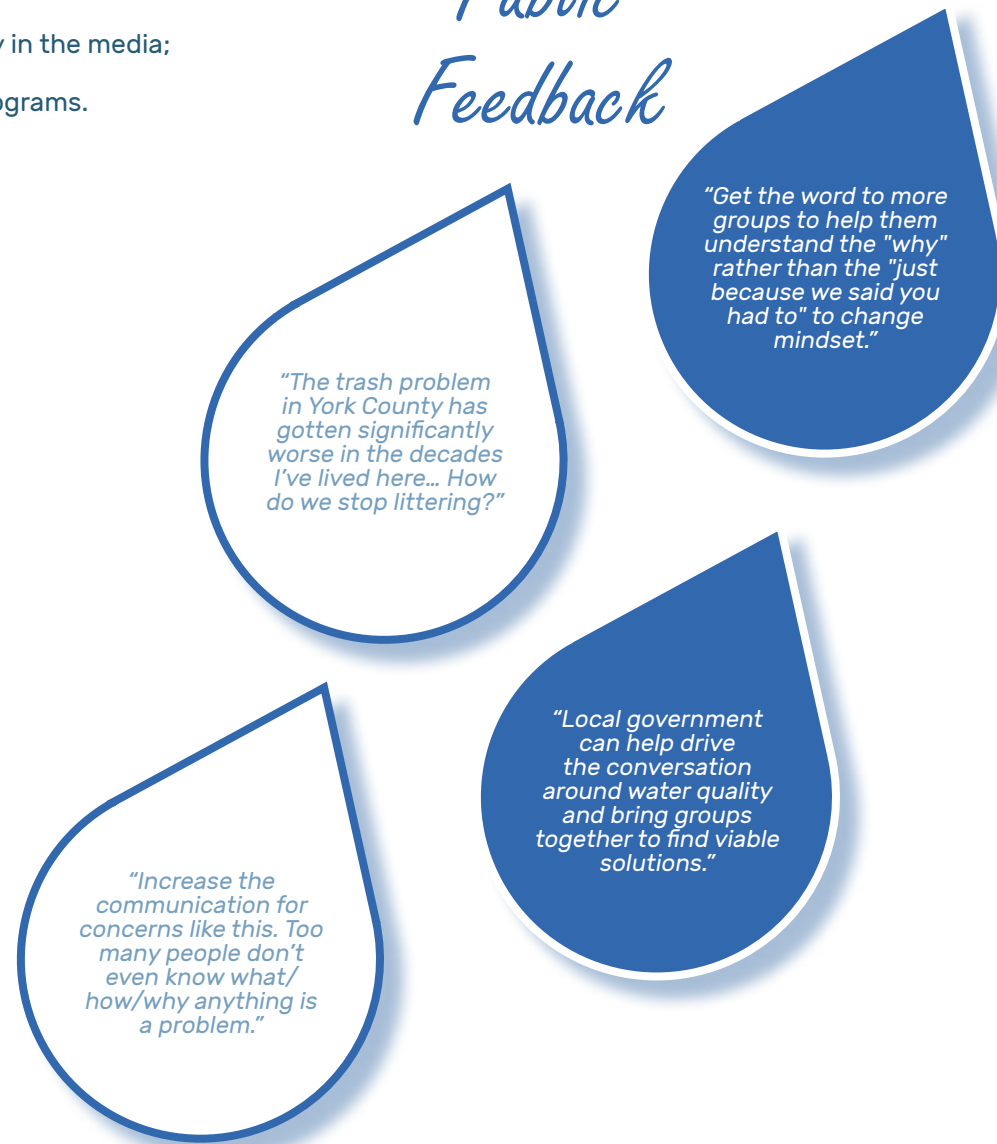 in the media;
Feedback
“Get the word to more
groups to help them
understand the "why"
rather than the "just
because we said you
had to" to change
mindset.”
“The trash problem
in York County has
gotten significantly
worse in the decades
I’ve lived here... How
do we stop littering?”
“Local government
can help drive
the conversation
around water quality
and bring groups
together to find viable
solutions.”
“Increase the
communication for
concerns like this. Too
many people don’t
even know what/
how/why anything is
a problem.”